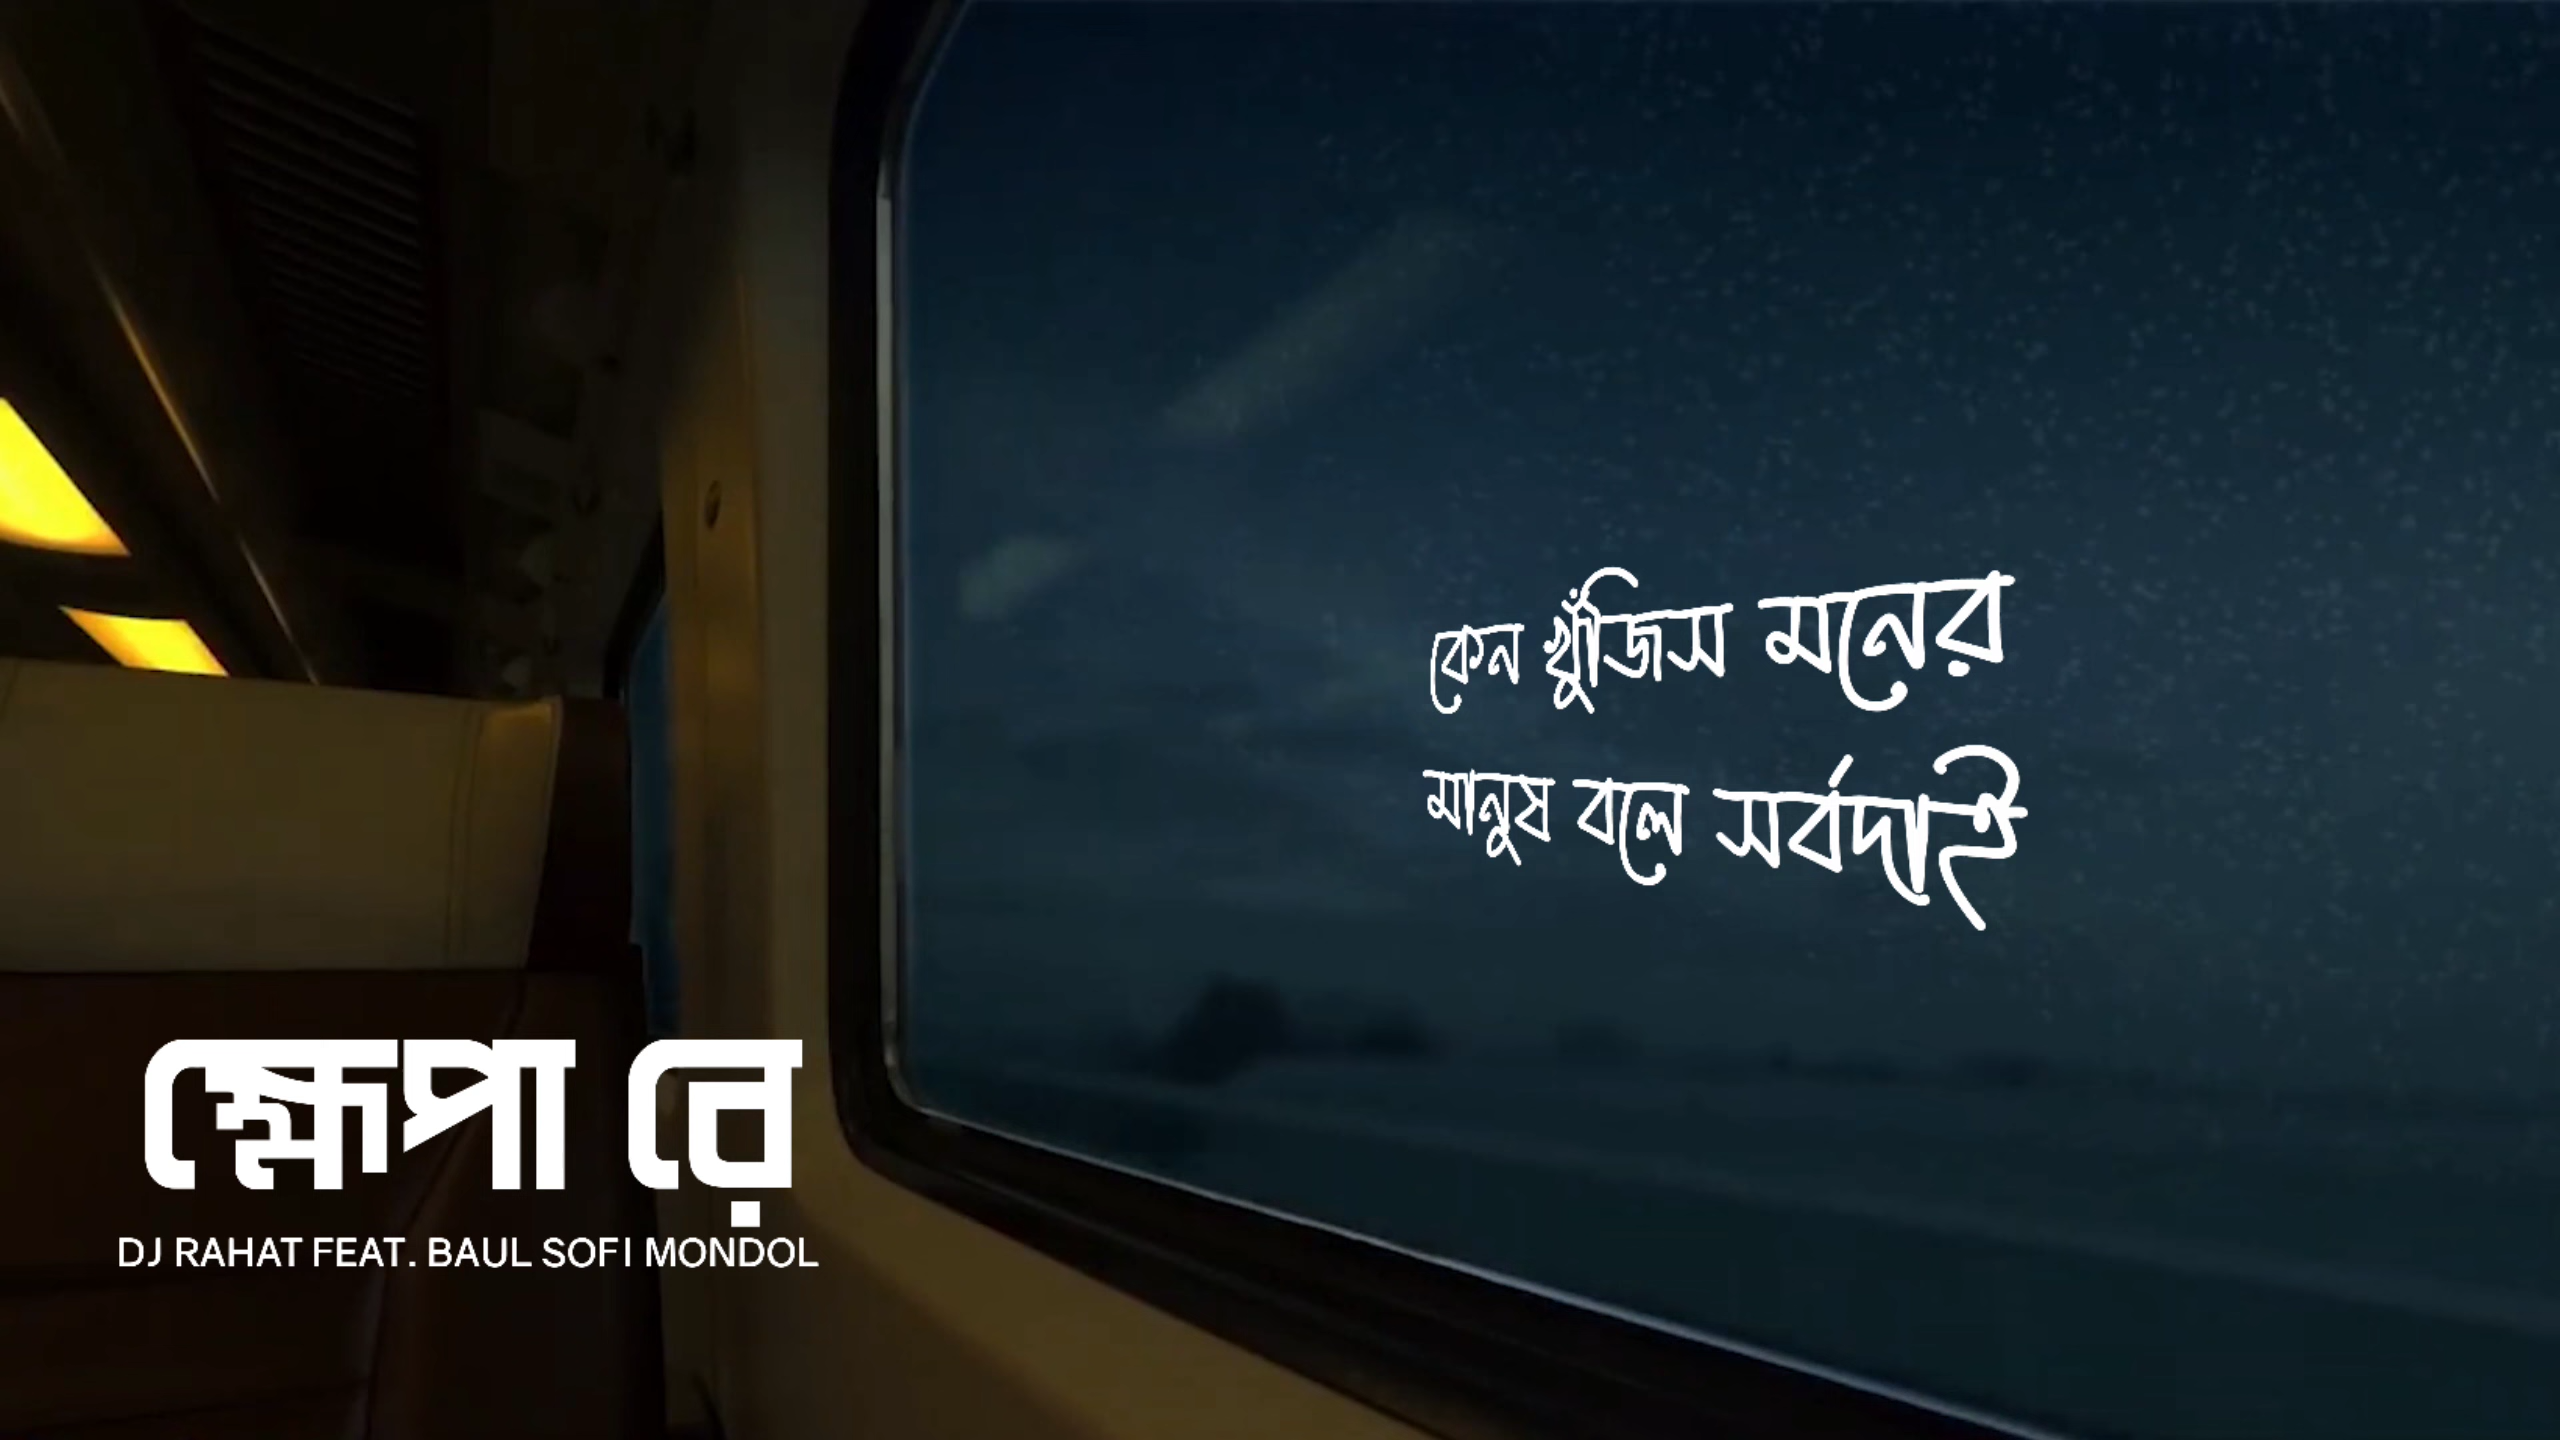 কেন খুঁজিস মনের
মানুষ বলে সর্বদাই
ক্ষেপা রে
DJ RAHAT FEAT. BAUL SOFI MONDOL